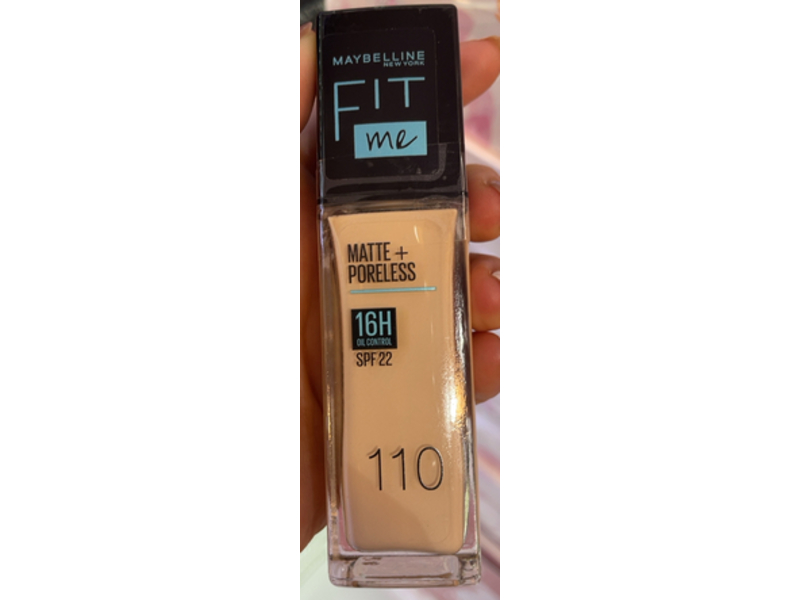 MAYBELLINE
NEW YORK
FIT
me
MATTE +
PORELESS
16H
OIL CONTROL
SPF 22
110